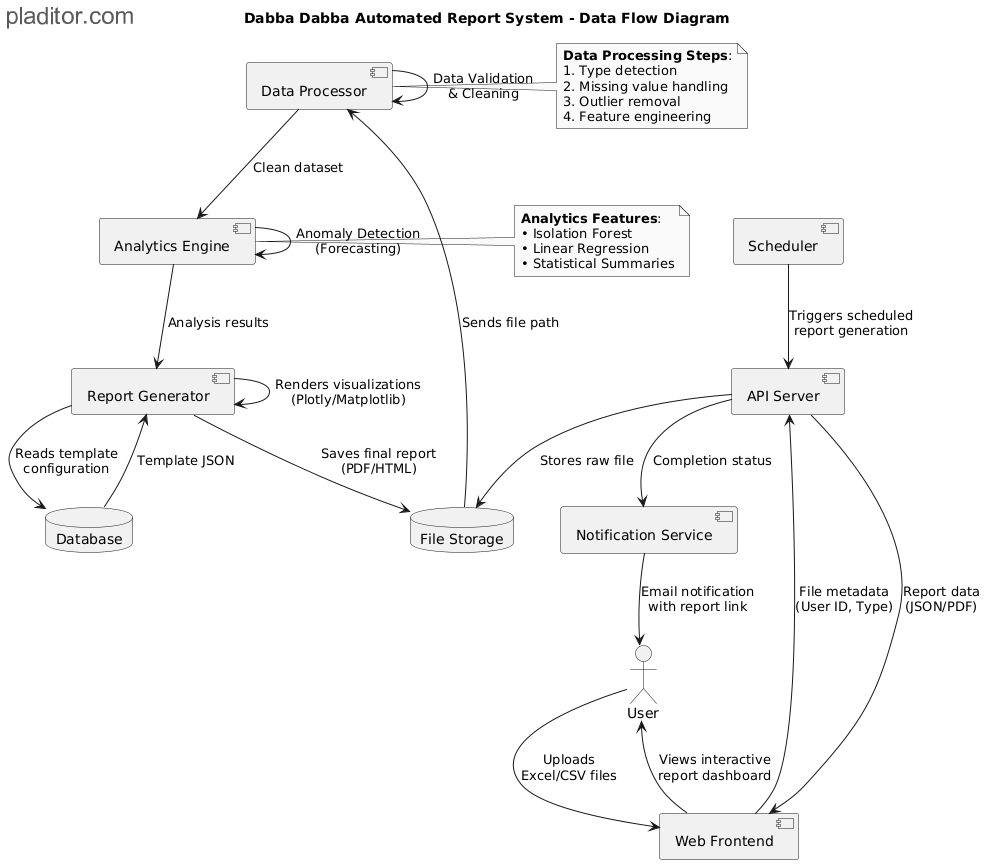 pladitor.com
Dabba Dabba Automated Report System - Data Flow Diagram
Data Processor
Data Validation
& Cleaning
Data Processing Steps:
1. Type detection
2. Missing value handling
3. Outlier removal
4. Feature engineering
Clean dataset
Analytics Engine
Anomaly Detection
(Forecasting)
Analytics Features:
• Isolation Forest
• Linear Regression
• Statistical Summaries
Scheduler
Analysis results
Sends file path
Triggers scheduled
report generation
Report Generator
Renders visualizations
(Plotly/Matplotlib)
API Server
Reads template
configuration
Template JSON
Saves final report
(PDF/HTML)
Stores raw file
Completion status
Database
File Storage
Notification Service
Email notification
with report link
File metadata
(User ID, Type)
Report data
(JSON/PDF)
User
Uploads
Excel/CSV files
Views interactive
report dashboard
Web Frontend